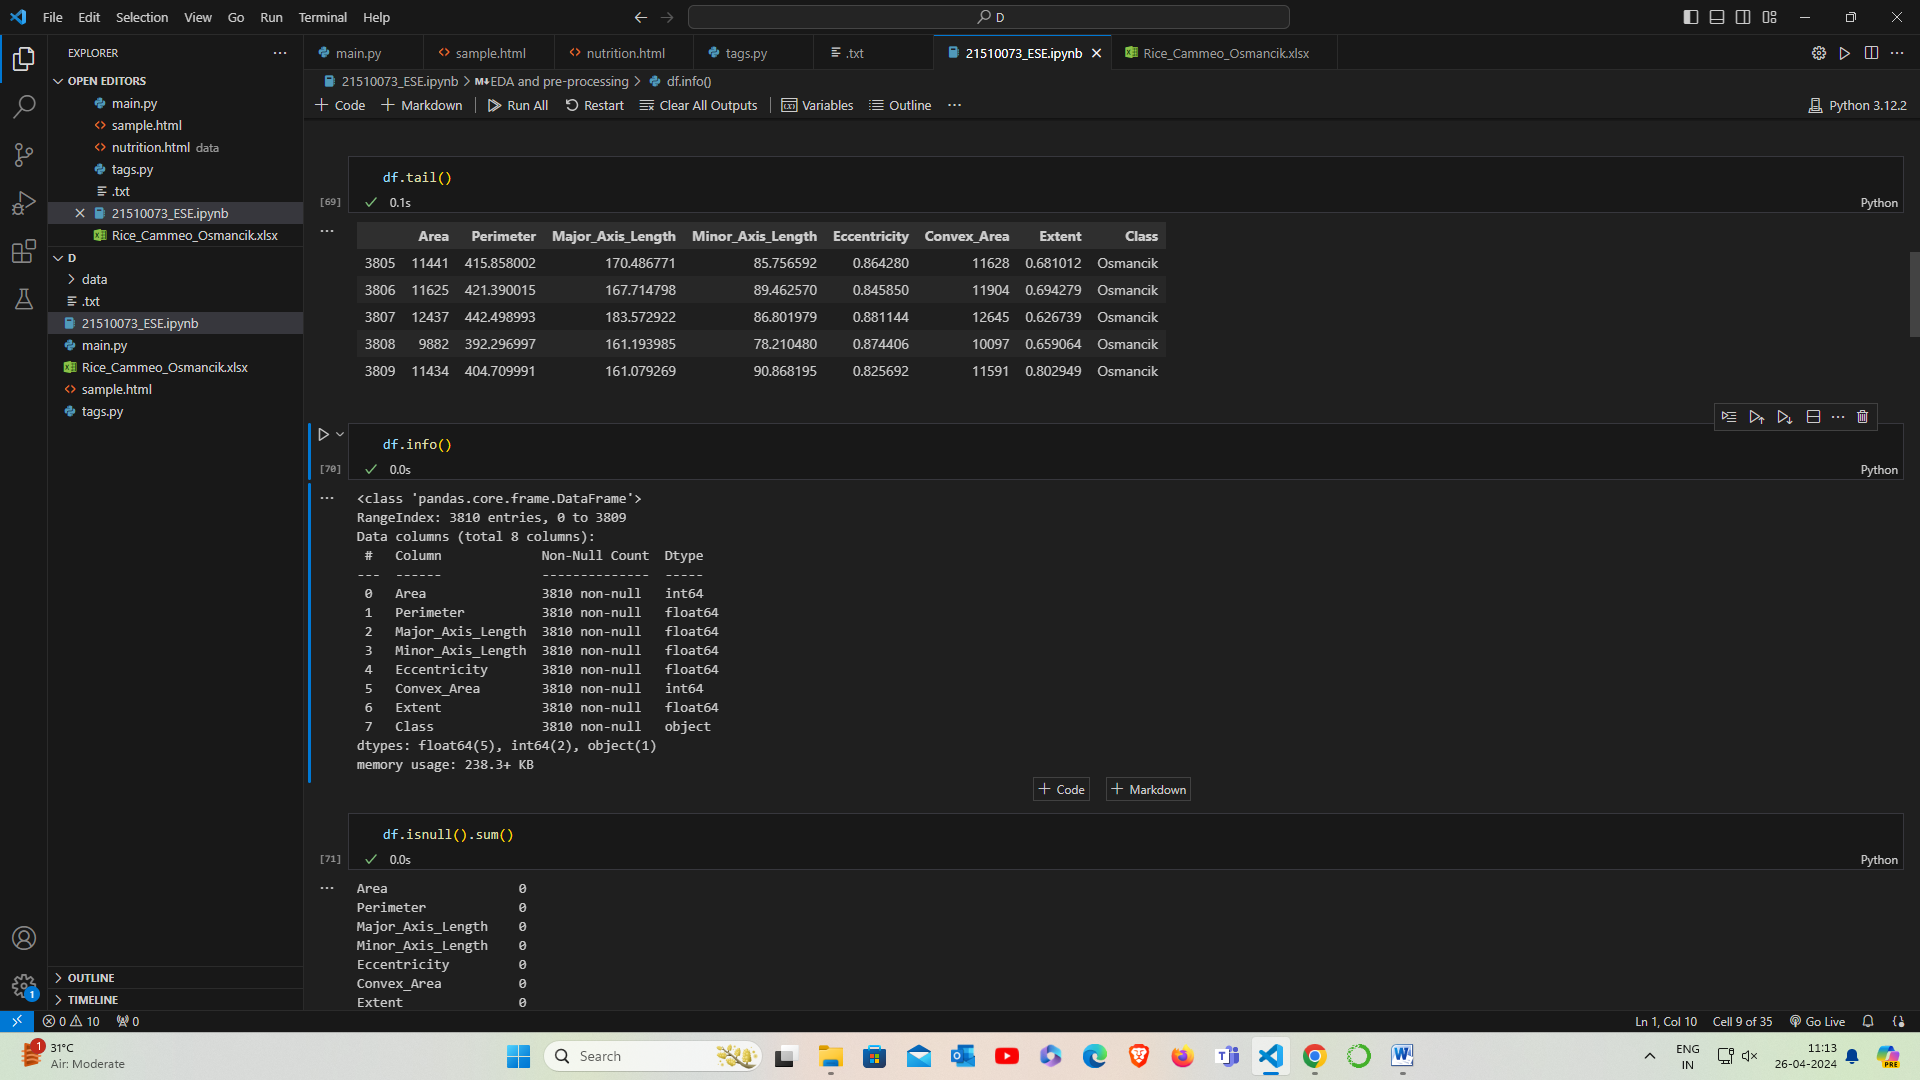 File Edit Selection View Go Run Terminal Help
D
EXPLORER
main.py
sample.html
nutrition.html
tags.py
.txt
21510073_ESE.ipynb
Rice_Cammeo_Osmancik.xlsx
OPEN EDITORS
main.py
sample.html
nutrition.html data
tags.py
.txt
21510073_ESE.ipynb
Rice_Cammeo_Osmancik.xlsx
D
data
.txt
21510073_ESE.ipynb
main.py
Rice_Cammeo_Osmancik.xlsx
sample.html
tags.py
OUTLINE
TIMELINE
21510073_ESE.ipynb > M↓EDA and pre-processing > df.info()
+ Code + Markdown Run All Restart Clear All Outputs Variables Outline ... Python 3.12.2
df.tail()
[69] 0.1s Python
Area Perimeter Major_Axis_Length Minor_Axis_Length Eccentricity Convex_Area Extent Class
3805 11441 415.858002 170.486771 85.756592 0.864280 11628 0.681012 Osmancik
3806 11625 421.390015 167.714798 89.462570 0.845850 11904 0.694279 Osmancik
3807 12437 442.498993 183.572922 86.801979 0.881144 12645 0.626739 Osmancik
3808 9882 392.296997 161.193985 78.210480 0.874406 10097 0.659064 Osmancik
3809 11434 404.709991 161.079269 90.868195 0.825692 11591 0.802949 Osmancik
df.info()
[70] 0.0s Python
<class 'pandas.core.frame.DataFrame'>
RangeIndex: 3810 entries, 0 to 3809
Data columns (total 8 columns):
# Column Non-Null Count Dtype
--- ------ -------------- -----
0 Area 3810 non-null int64
1 Perimeter 3810 non-null float64
2 Major_Axis_Length 3810 non-null float64
3 Minor_Axis_Length 3810 non-null float64
4 Eccentricity 3810 non-null float64
5 Convex_Area 3810 non-null int64
6 Extent 3810 non-null float64
7 Class 3810 non-null object
dtypes: float64(5), int64(2), object(1)
memory usage: 238.3+ KB
+ Code + Markdown
df.isnull().sum()
[71] 0.0s Python
Area 0
Perimeter 0
Major_Axis_Length 0
Minor_Axis_Length 0
Eccentricity 0
Convex_Area 0
Extent 0
1
0 10 0 Ln 1, Col 10 Cell 9 of 35 Go Live
1
31°C
Air: Moderate
Search
ENG
IN
11:13
26-04-2024
PRE